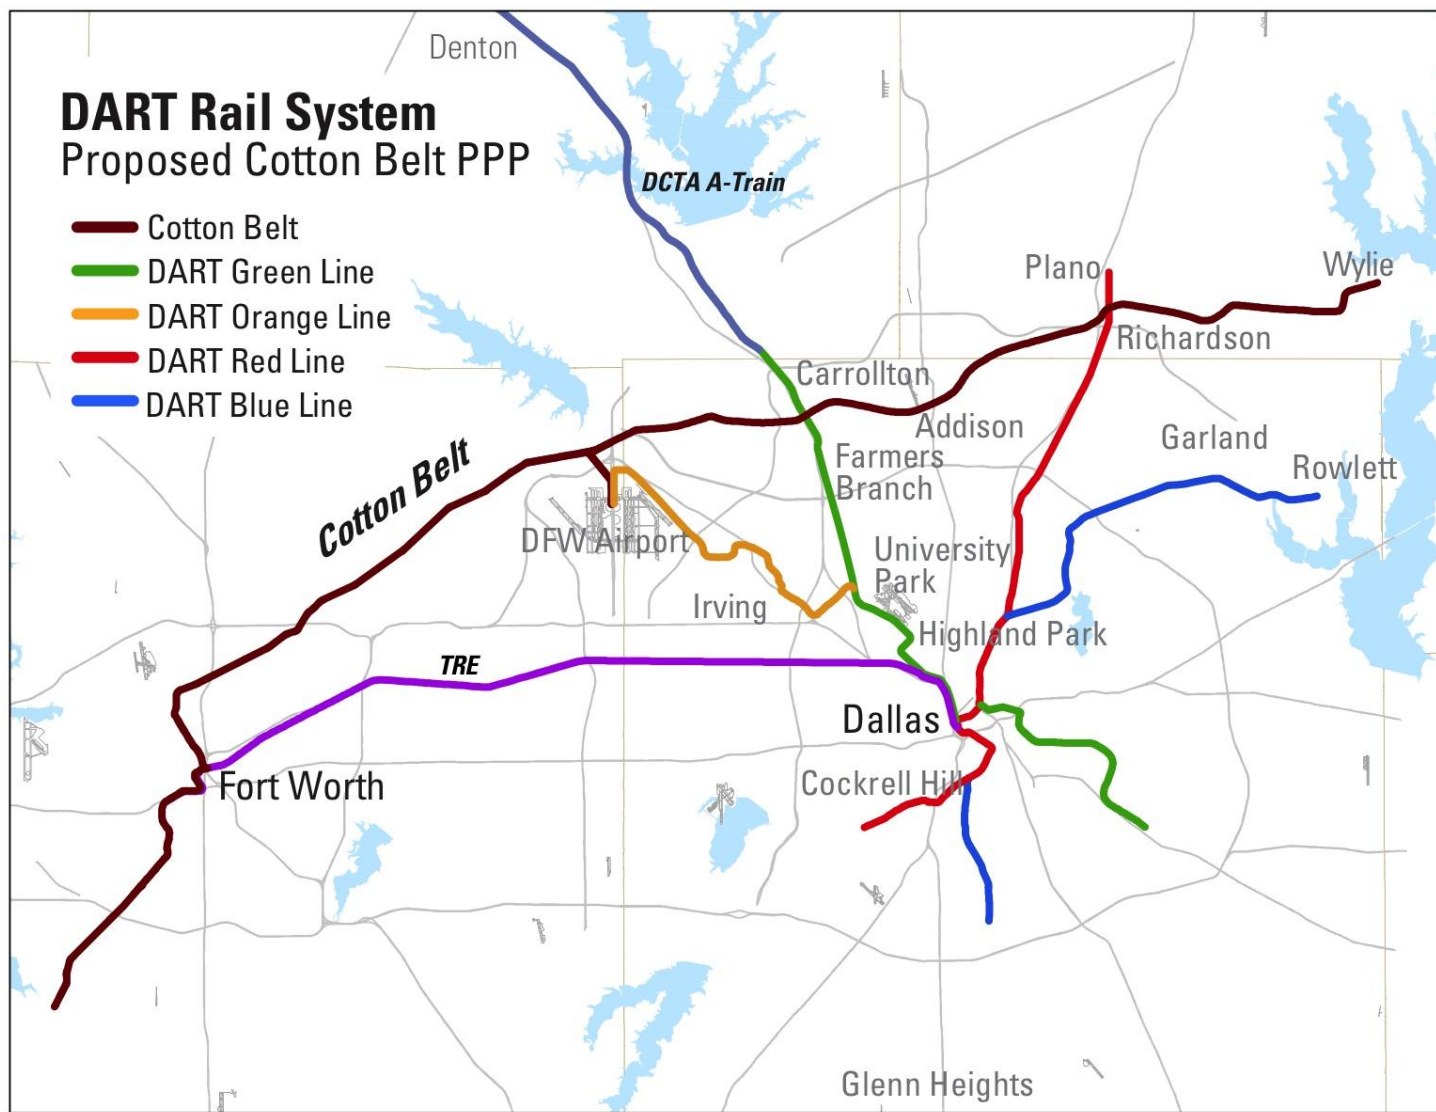 Denton
DART Rail System
Proposed Cotton Belt PPP
DCTA A-Train
Cotton Belt
DART Green Line
DART Orange Line
DART Red Line
DART Blue Line
Plano
Wylie
Richardson
Carrollton
Addison
Garland
Cotton Belt
Farmers
Branch
Rowlett
DFW Airport
University
Park
Irving
Highland Park
TRE
Dallas
Fort Worth
Cockrell Hill
Glenn Heights